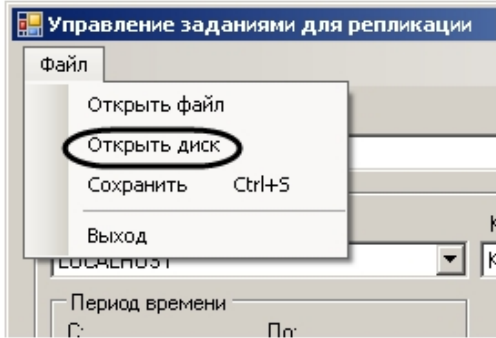 Управление заданиями для репликации
Файл
Открыть файл
Открыть диск
Сохранить Ctrl+S
Выход
LOCALHOST
Период времени
С: По: